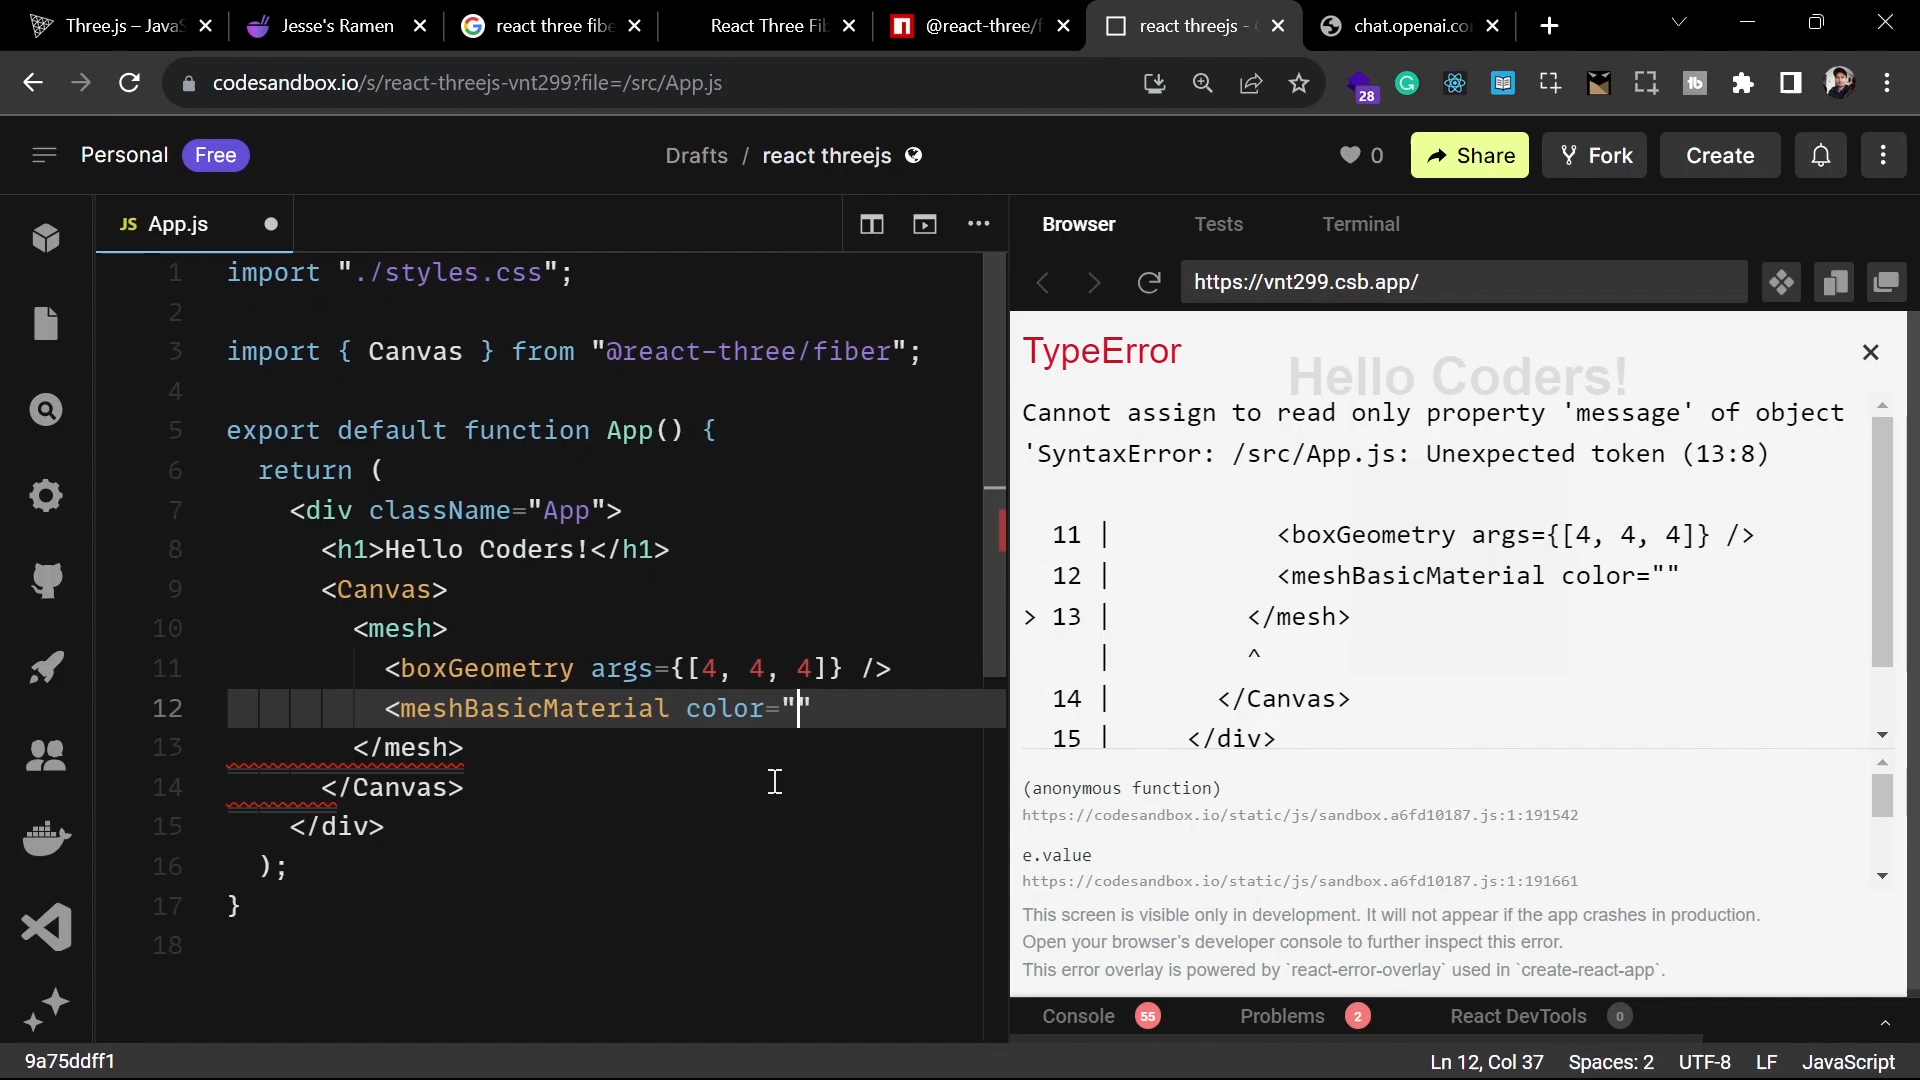 Three.js – JavaS
Jesse's Ramen
react three fibe
React Three Fib
@react-three/f
react threejs - C
chat.openai.co
codesandbox.io/s/react-threejs-vnt299?file=/src/App.js
28
Personal
Free
Drafts / react threejs
0
Share
Fork
Create
JS App.js
Browser
Tests
Terminal
https://vnt299.csb.app/
1 import "./styles.css";
2
3 import { Canvas } from "@react-three/fiber";
4
5 export default function App() {
6 return (
7 <div className="App">
8 <h1>Hello Coders!</h1>
9 <Canvas>
10 <mesh>
11 <boxGeometry args={[4, 4, 4]} />
12 <meshBasicMaterial color=""
13 </mesh>
14 </Canvas>
15 </div>
16 );
17 }
18
TypeError
Hello Coders!
Cannot assign to read only property 'message' of object
'SyntaxError: /src/App.js: Unexpected token (13:8)
11 | <boxGeometry args={[4, 4, 4]} />
12 | <meshBasicMaterial color=""
> 13 | </mesh>
| ^
14 | </Canvas>
15 | </div>
(anonymous function)
https://codesandbox.io/static/js/sandbox.a6fd10187.js:1:191542
e.value
https://codesandbox.io/static/js/sandbox.a6fd10187.js:1:191661
This screen is visible only in development. It will not appear if the app crashes in production.
Open your browser's developer console to further inspect this error.
This error overlay is powered by `react-error-overlay` used in `create-react-app`.
Console 55
Problems 2
React DevTools 0
9a75ddff1
Ln 12, Col 37
Spaces: 2
UTF-8
LF
JavaScript